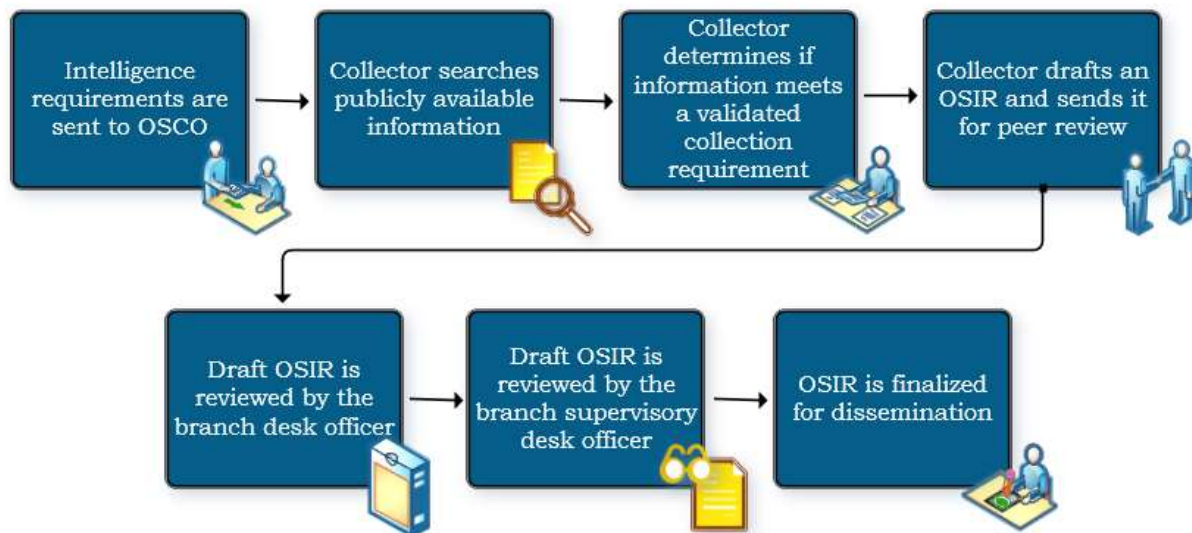 Intelligence
requirements are
sent to OSCO
Collector searches
publicly available
information
Collector
determines if
information meets
a validated
collection
requirement
Collector drafts an
OSIR and sends it
for peer review
Draft OSIR is
reviewed by the
branch desk officer
Draft OSIR is
reviewed by the
branch supervisory
desk officer
OSIR is finalized
for dissemination